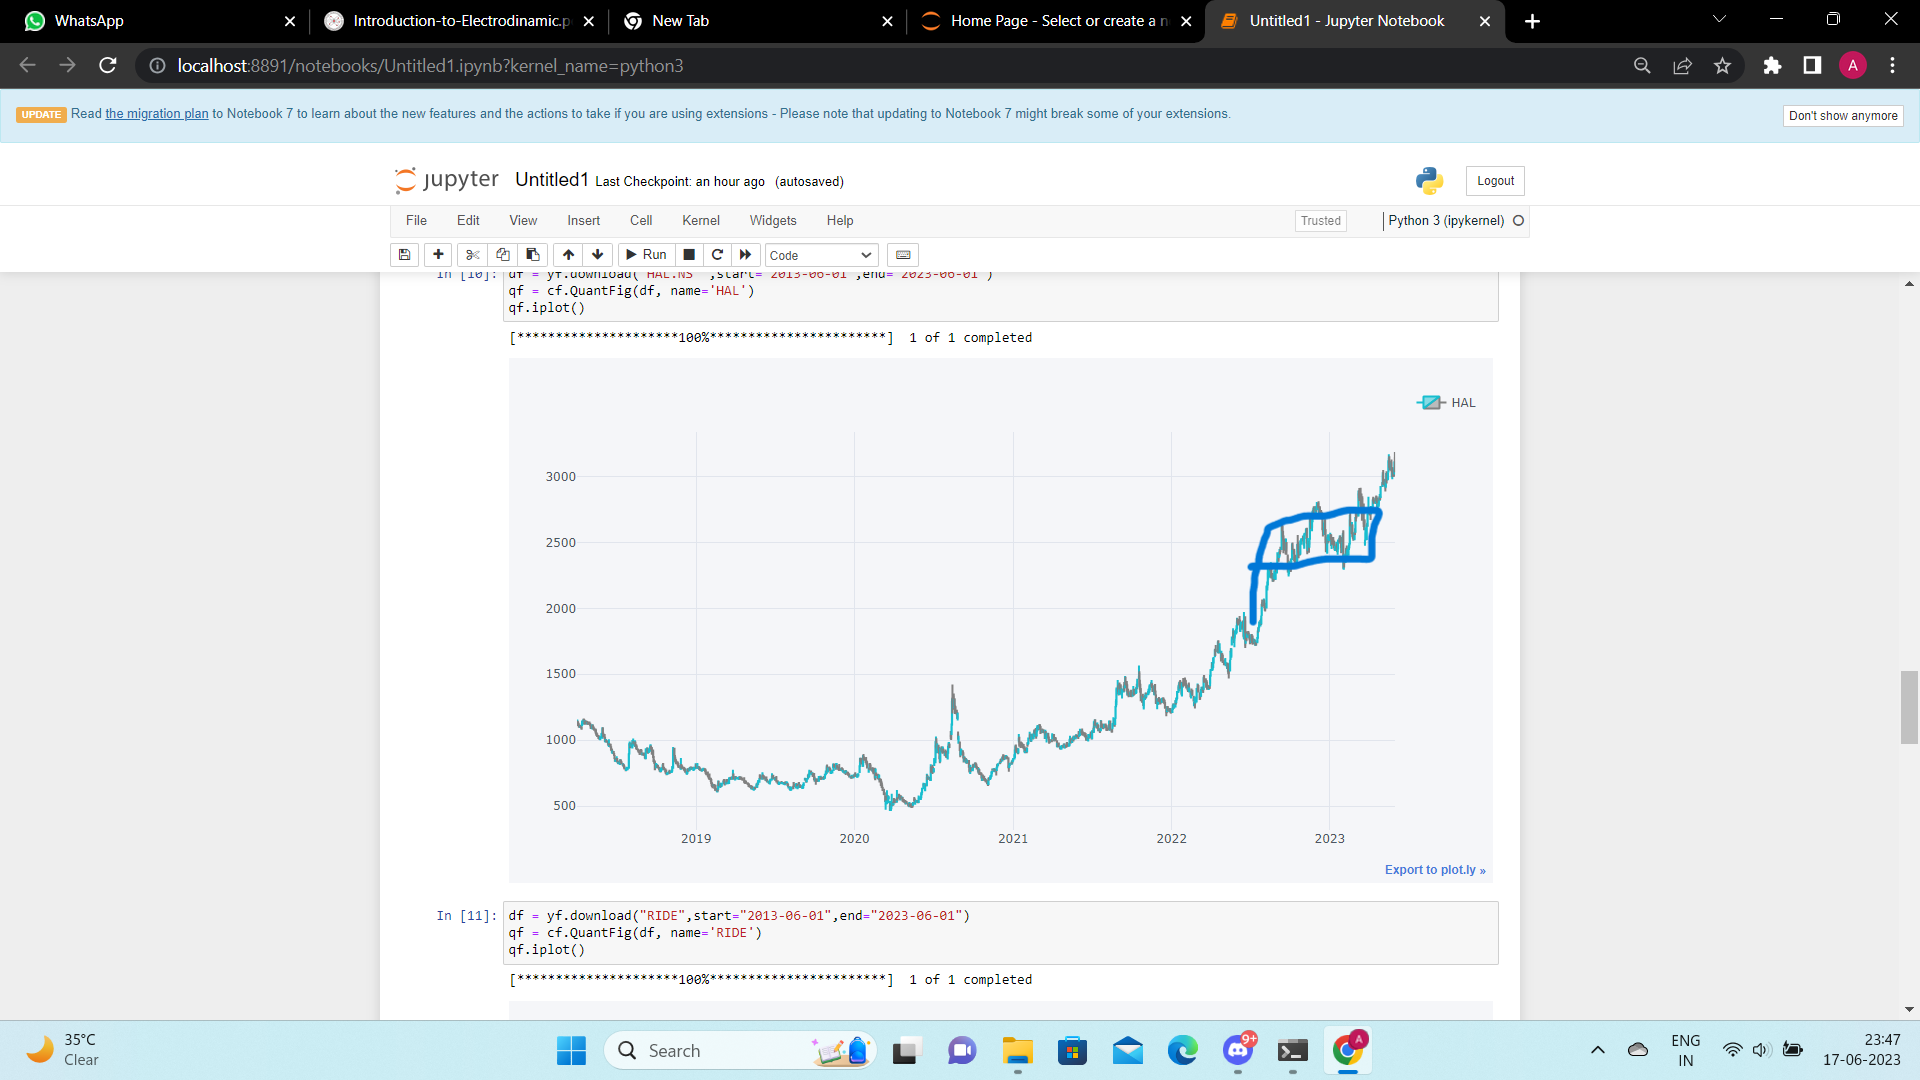 WhatsApp
Introduction-to-Electrodinamic.p
New Tab
Home Page - Select or create a n
Untitled1 - Jupyter Notebook
localhost:8891/notebooks/Untitled1.ipynb?kernel_name=python3
A
UPDATE Read the migration plan to Notebook 7 to learn about the new features and the actions to take if you are using extensions - Please note that updating to Notebook 7 might break some of your extensions.
Don't show anymore
jupyter Untitled1 Last Checkpoint: an hour ago (autosaved)
Logout
File Edit View Insert Cell Kernel Widgets Help
Trusted
Python 3 (ipykernel)
Run
Code
In [10]: df = yf.download("HAL.NS" ,start="2013-06-01",end="2023-06-01")
qf = cf.QuantFig(df, name='HAL')
qf.iplot()
[*********************100%***********************]  1 of 1 completed
HAL
3000
2500
2000
1500
1000
500
2019 2020 2021 2022 2023
Export to plot.ly »
In [11]: df = yf.download("RIDE",start="2013-06-01",end="2023-06-01")
qf = cf.QuantFig(df, name='RIDE')
qf.iplot()
[*********************100%***********************]  1 of 1 completed
35°C
Clear
Search
9+
A
ENG
IN
23:47
17-06-2023